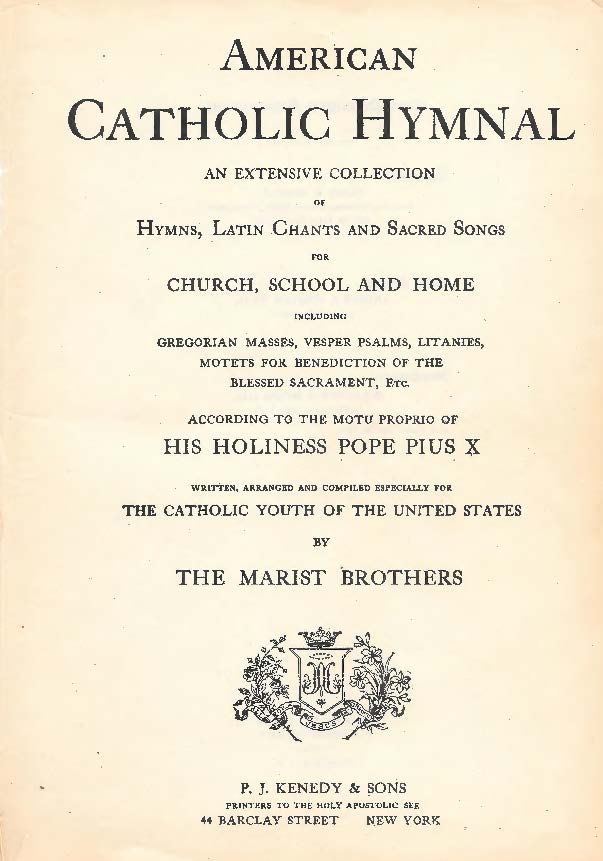 AMERICAN
CATHOLIC HYMNAL
AN EXTENSIVE COLLECTION
OF
HYMNS, LATIN CHANTS AND SACRED SONGS
FOR
CHURCH, SCHOOL AND HOME
INCLUDING
GREGORIAN MASSES, VESPER PSALMS, LITANIES,
MOTETS FOR BENEDICTION OF THE
BLESSED SACRAMENT, ETC.
ACCORDING TO THE MOTU PROPRIO OF
HIS HOLINESS POPE PIUS X
WRITTEN, ARRANGED AND COMPILED ESPECIALLY FOR
THE CATHOLIC YOUTH OF THE UNITED STATES
BY
THE MARIST BROTHERS
P. J. KENEDY & SONS
PRINTERS TO THE HOLY APOSTOLIC SEE
44 BARCLAY STREET NEW YORK